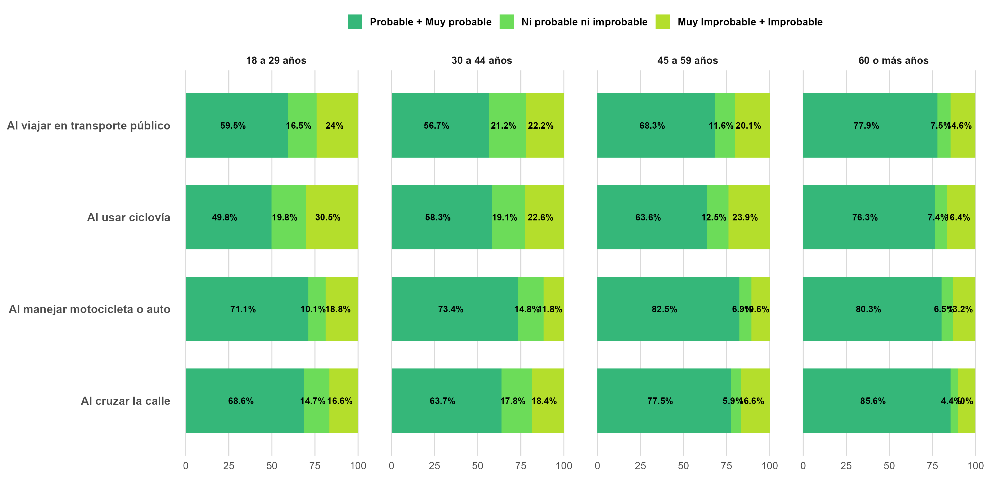 Probable + Muy probable Ni probable ni improbable Muy Improbable + Improbable
18 a 29 años 30 a 44 años 45 a 59 años 60 o más años
Al viajar en transporte público 59.5% 16.5% 24% 56.7% 21.2% 22.2% 68.3% 11.6% 20.1% 77.9% 7.5% 14.6%
Al usar ciclovía 49.8% 19.8% 30.5% 58.3% 19.1% 22.6% 63.6% 12.5% 23.9% 76.3% 7.4% 16.4%
Al manejar motocicleta o auto 71.1% 10.1% 18.8% 73.4% 14.8% 11.8% 82.5% 6.9% 10.6% 80.3% 6.5% 13.2%
Al cruzar la calle 68.6% 14.7% 16.6% 63.7% 17.8% 18.4% 77.5% 5.9% 16.6% 85.6% 4.4% 10%
0 25 50 75 100 0 25 50 75 100 0 25 50 75 100 0 25 50 75 100